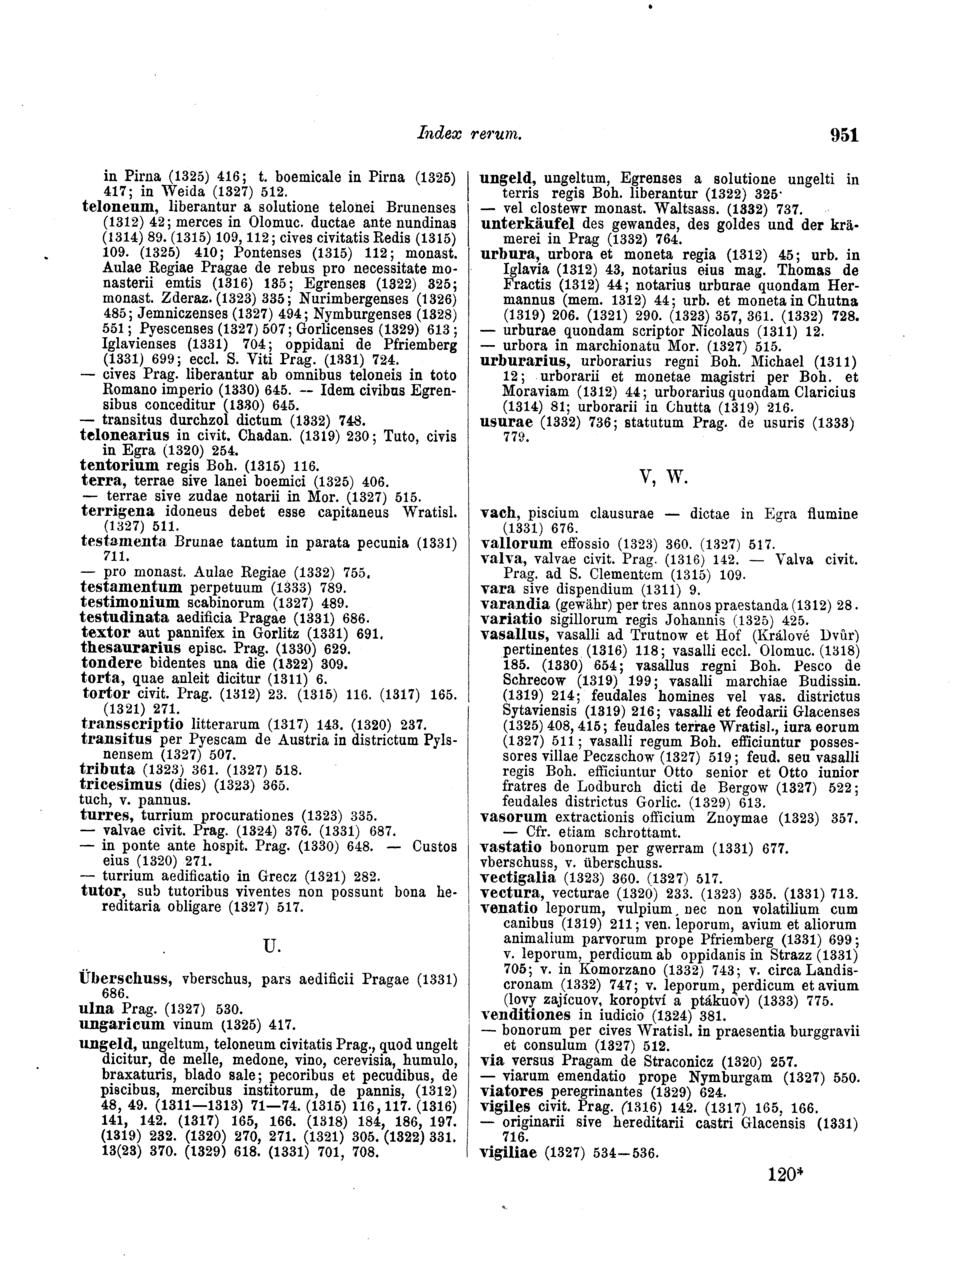 Index rerum.
951
in Pirna (1325) 416; t. boemicale in Pirna (1325)
417; in Weida (1327) 512.
teloneum, liberantur a solutione telonei Brunenses
(1312) 42; merces in Olomuc. ductae ante nundinas
(1314) 89. (1315) 109, 112; cives civitatis Redis (1315)
109. (1325) 410; Pontenses (1315) 112; monast.
Aulae Regiae Pragae de rebus pro necessitate mo-
nasterii emtis (1316) 135; Egrenses (1322) 325;
monast. Zderaz. (1323) 335; Nurimbergenses (1326)
485; Jemniczenses (1327) 494; Nymburgenses (1328)
551; Pyescenses (1327) 507; Gorlicenses (1329) 613;
Iglavienses (1331) 704; oppidani de Pfriemberg
(1331) 699; eccl. S. Viti Prag. (1331) 724.
— cives Prag. liberantur ab omnibus teloneis in toto
Romano imperio (1330) 645. — Idem civibus Egren-
sibus conceditur (1330) 645.
— transitus durchzol dictum (1332) 748.
telonearius in civit. Chadan. (1319) 230; Tuto, civis
in Egra (1320) 254.
tentorium regis Boh. (1315) 116.
terra, terrae sive lanei boemici (1325) 406.
— terrae sive zudae notarii in Mor. (1327) 515.
terrigena idoneus debet esse capitaneus Wratisl.
(1327) 511.
testamenta Brunae tantum in parata pecunia (1331)
711.
— pro monast. Aulae Regiae (1332) 755.
testamentum perpetuum (1333) 789.
testimonium scabinorum (1327) 489.
testudinata aedificia Pragae (1331) 686.
textor aut pannifex in Gorlitz (1331) 691.
thesaurarius episc. Prag. (1330) 629.
tondere bidentes una die (1322) 309.
torta, quae anleit dicitur (1311) 6.
tortor civit. Prag. (1312) 23. (1315) 116. (1317) 165.
(1321) 271.
transscriptio litterarum (1317) 143. (1320) 237.
transitus per Pyescam de Austria in districtum Pyls-
nensem (1327) 507.
tributa (1323) 361. (1327) 518.
tricesimus (dies) (1323) 365.
tuch, v. pannus.
turres, turrium procurationes (1323) 335.
— valvae civit. Prag. (1324) 376. (1331) 687.
— in ponte ante hospit. Prag. (1330) 648. — Custos
eius (1320) 271.
— turrium aedificatio in Grecz (1321) 282.
tutor, sub tutoribus viventes non possunt bona he-
reditaria obligare (1327) 517.
U.
Überschuss, vberschus, pars aedificii Pragae (1331)
686.
ulna Prag. (1327) 530.
ungaricum vinum (1325) 417.
ungeld, ungeltum, teloneum civitatis Prag., quod ungelt
dicitur, de melle, medone, vino, cerevisia, humulo,
braxaturis, blado sale; pecoribus et pecudibus, de
piscibus, mercibus institorum, de pannis, (1312)
48, 49. (1311—1313) 71—74. (1315) 116, 117. (1316)
141, 142. (1317) 165, 166. (1318) 184, 186, 197.
(1319) 232. (1320) 270, 271. (1321) 305. (1322) 331.
13(23) 370. (1329) 618. (1331) 701, 708.
ungeld, ungeltum, Egrenses a solutione ungelti in
terris regis Boh. liberantur (1322) 325·
— vel clostewr monast. Waltsass. (1332) 737.
unterkäufel des gewandes, des goldes und der krä-
merei in Prag (1332) 764.
urbura, urbora et moneta regia (1312) 45; urb. in
Iglavia (1312) 43, notarius eius mag. Thomas de
Fractis (1312) 44; notarius urburae quondam Her-
mannus (mem. 1312) 44; urb. et moneta in Chutna
(1319) 206. (1321) 290. (1323) 357, 361. (1332) 728.
— urburae quondam scriptor Nicolaus (1311) 12.
— urbora in marchionatu Mor. (1327) 515.
urburarius, urborarius regni Boh. Michael (1311)
12; urborarii et monetae magistri per Boh. et
Moraviam (1312) 44; urborarius quondam Claricius
(1314) 81; urborarii in Chutta (1319) 216.
usurae (1332) 736; statutum Prag. de usuris (1333)
779.
V, W.
vach, piscium clausurae — dictae in Egra flumine
(1331) 676.
vallorum effossio (1323) 360. (1327) 517.
valva, valvae civit. Prag. (1316) 142. — Valva civit.
Prag. ad S. Clementem (1315) 109.
vara sive dispendium (1311) 9.
varandia (gewähr) per tres annos praestanda (1312) 28.
variatio sigillorum regis Johannis (1325) 425.
vasallus, vasalli ad Trutnow et Hof (Králové Dvůr)
pertinentes (1316) 118; vasalli eccl. Olomuc. (1318)
185. (1330) 654; vasallus regni Boh. Pesco de
Schrecow (1319) 199; vasalli marchiae Budissin.
(1319) 214; feudales homines vel vas. districtus
Sytaviensis (1319) 216; vasalli et feodarii Glacenses
(1325) 408, 415; feudales terrae Wratisl., iura eorum
(1327) 511; vasalli regum Boh. efficiuntur posses-
sores villae Peczschow (1327) 519; feud. seu vasalli
regis Boh. efficiuntur Otto senior et Otto iunior
fratres de Lodburch dicti de Bergow (1327) 522;
feudales districtus Gorlic. (1329) 613.
vasorum extractionis officium Znoymae (1323) 357.
— Cfr. etiam schrottamt.
vastatio bonorum per gwerram (1331) 677.
vberschuss, v. überschuss.
vectigalia (1323) 360. (1327) 517.
vectura, vecturae (1320) 233. (1323) 335. (1331) 713.
venatio leporum, vulpium, nec non volatilium cum
canibus (1319) 211; ven. leporum, avium et aliorum
animalium parvorum prope Pfriemberg (1331) 699;
v. leporum, perdicum ab oppidanis in Strazz (1331)
705; v. in Komorzano (1332) 743; v. circa Landis-
cronam (1332) 747; v. leporum, perdicum et avium
(lovy zajícuov, koroptví a ptákuov) (1333) 775.
venditiones in iudicio (1324) 381.
— bonorum per cives Wratisl. in praesentia burggravii
et consulum (1327) 512.
via versus Pragam de Straconicz (1320) 257.
— viarum emendatio prope Nymburgam (1327) 550.
viatores peregrinantes (1329) 624.
vigiles civit. Prag. (1316) 142. (1317) 165, 166.
— originarii sive hereditarii castri Glacensis (1331)
716.
vigiliae (1327) 534—536.
120*